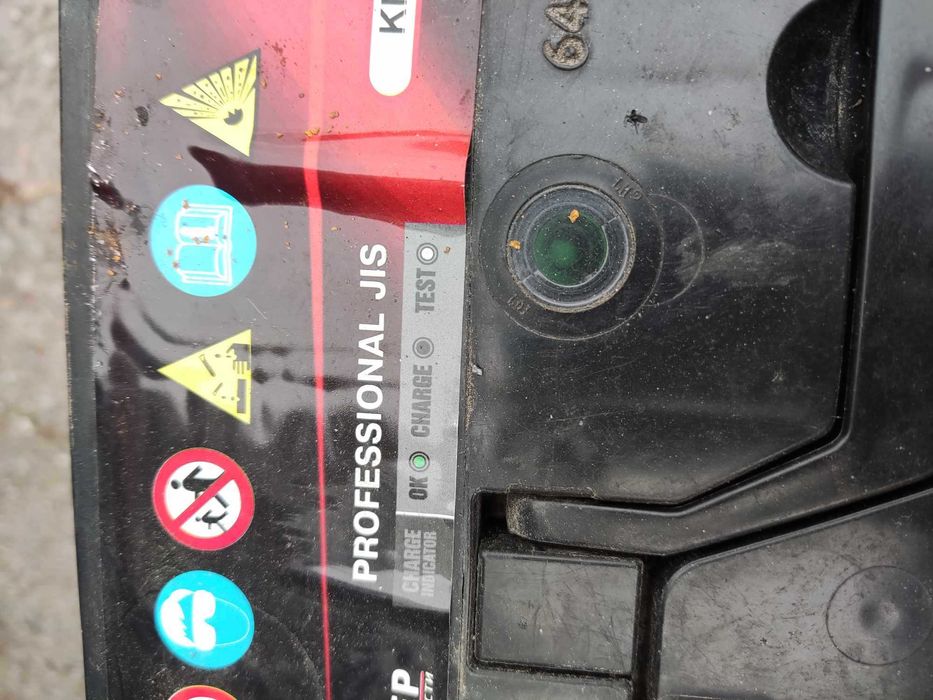 PROFESSIONAL JIS
CHARGE
INDICATOR
OK
CHARGE
TEST
64